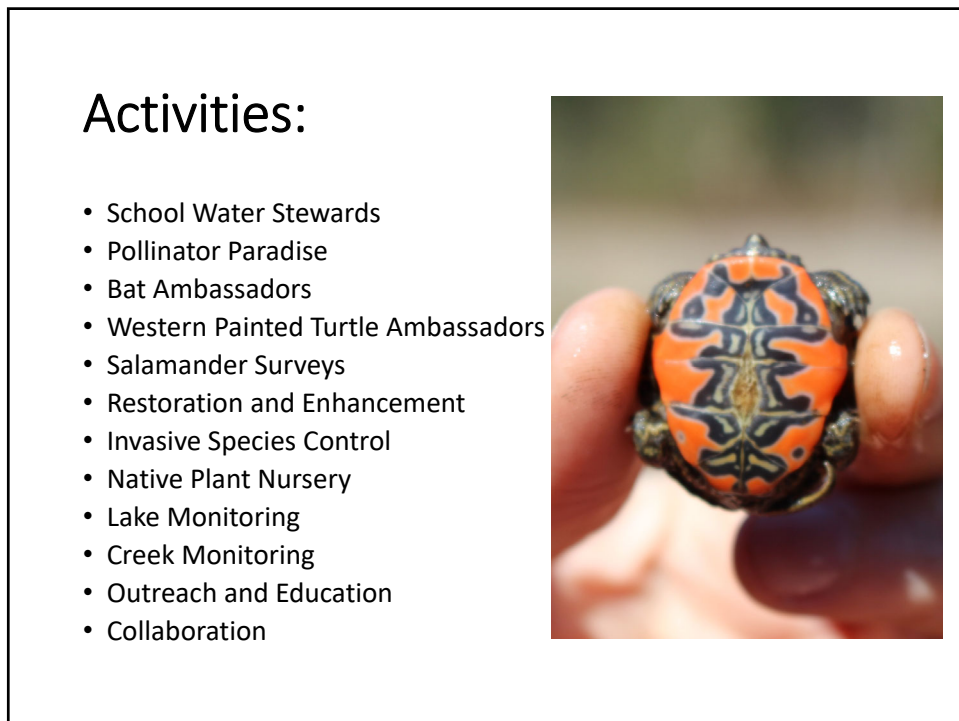 Activities:
• School Water Stewards
• Pollinator Paradise
• Bat Ambassadors
• Western Painted Turtle Ambassadors
• Salamander Surveys
• Restoration and Enhancement
• Invasive Species Control
• Native Plant Nursery
• Lake Monitoring
• Creek Monitoring
• Outreach and Education
• Collaboration